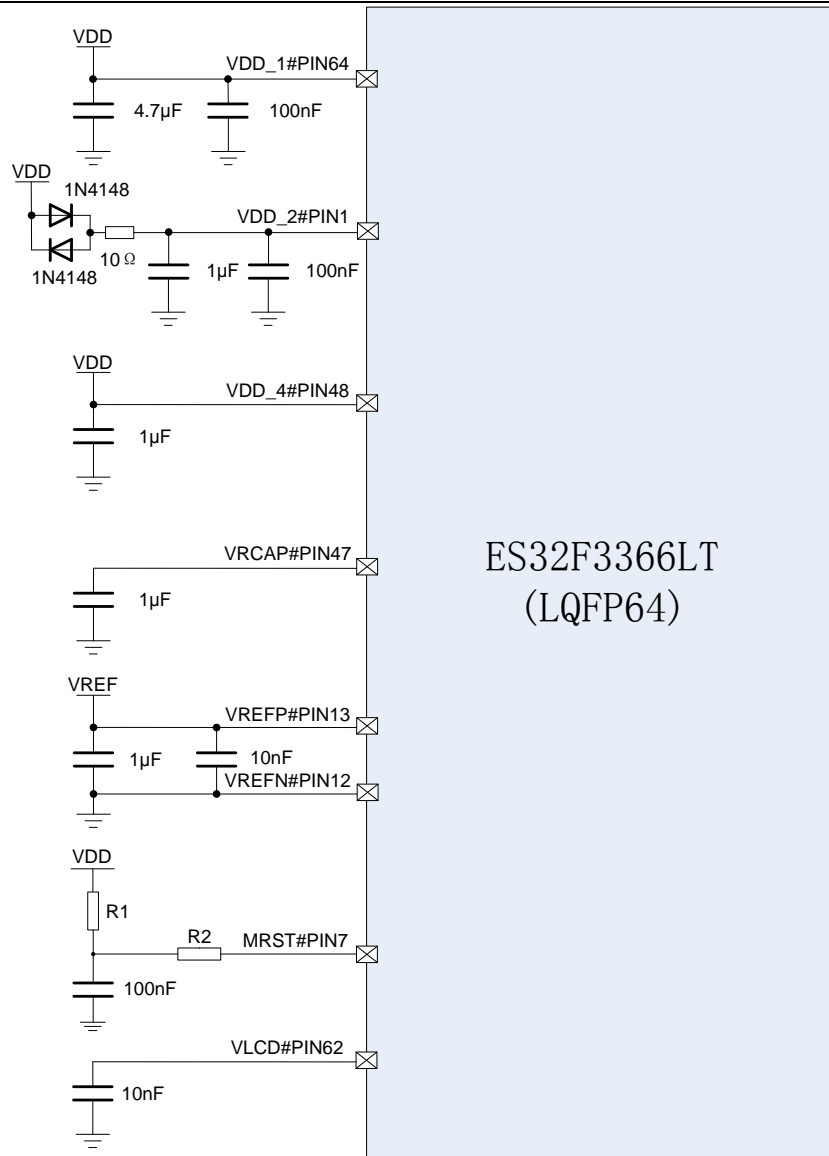 VDD
VDD_1#PIN64
4.7µF
100nF
VDD
1N4148
VDD_2#PIN1
10Ω
1µF
100nF
1N4148
VDD
VDD_4#PIN48
1µF
VRCAP#PIN47
1µF
ES32F3366LT
(LQFP64)
VREF
VREFP#PIN13
1µF
10nF
VREFN#PIN12
VDD
R1
R2
MRST#PIN7
100nF
VLCD#PIN62
10nF